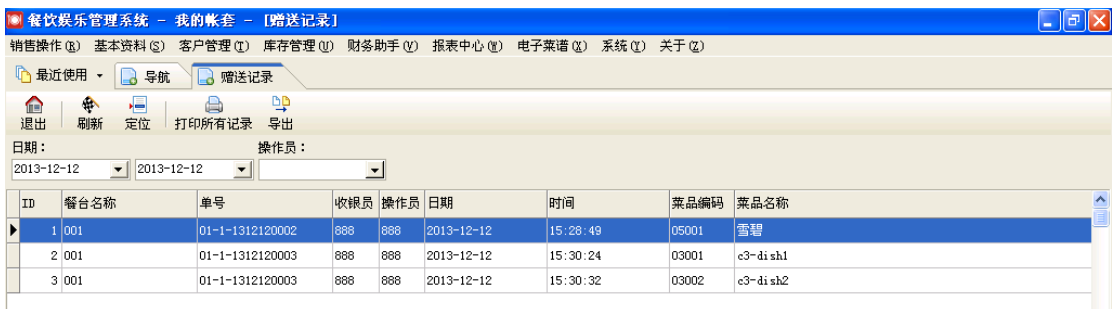 餐饮娱乐管理系统 - 我的帐套 - [赠送记录]
销售操作(R) 基本资料(S) 客户管理(T) 库存管理(U) 财务助手(V) 报表中心(W) 电子菜谱(X) 系统(Y) 关于(Z)
最近使用 导航 赠送记录
退出 刷新 定位 打印所有记录 导出
日期: 操作员:
2013-12-12 2013-12-12
ID 餐台名称 单号 收银员 操作员 日期 时间 菜品编码 菜品名称
1 001 01-1-1312120002 888 888 2013-12-12 15:28:49 05001 雪碧
2 001 01-1-1312120003 888 888 2013-12-12 15:30:24 03001 c3-dish1
3 001 01-1-1312120003 888 888 2013-12-12 15:30:32 03002 c3-dish2